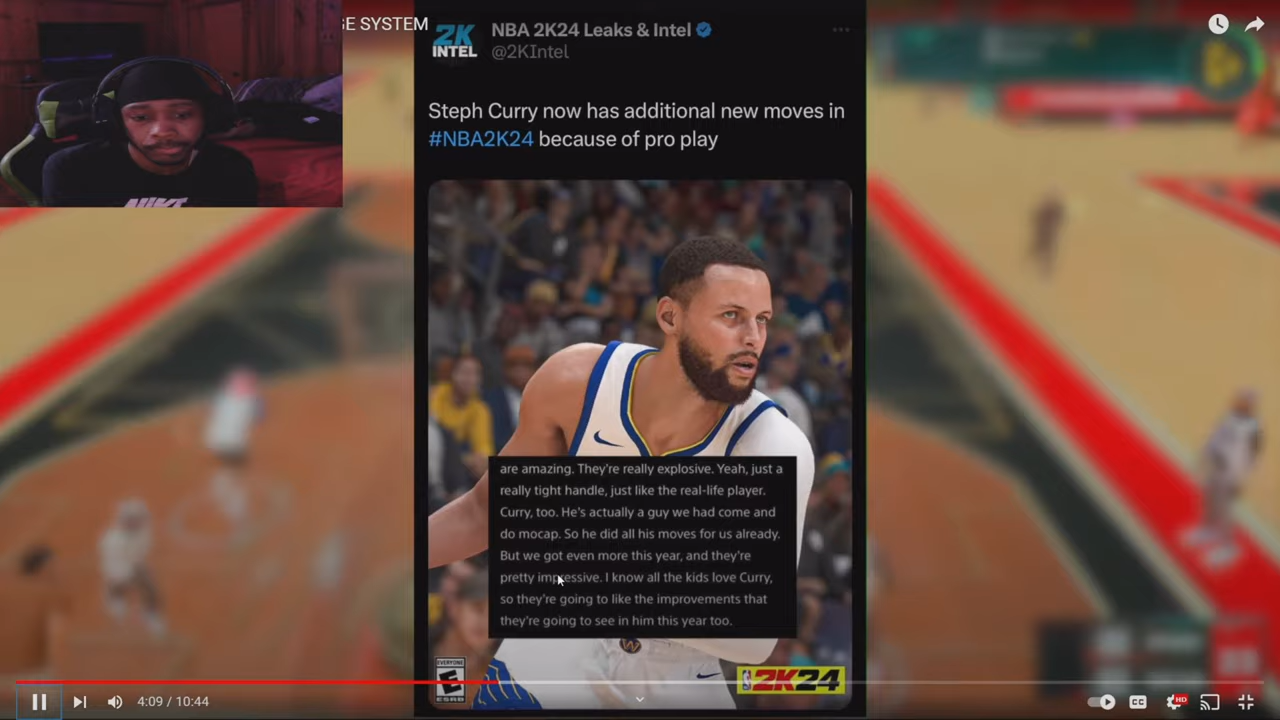 GE SYSTEM
2K
INTEL
NBA 2K24 Leaks & Intel
@2KIntel
Steph Curry now has additional new moves in
#NBA2K24 because of pro play
are amazing. They're really explosive. Yeah, just a
really tight handle, just like the real-life player.
Curry, too. He's actually a guy we had come and
do mocap. So he did all his moves for us already.
But we got even more this year, and they're
pretty impressive. I know all the kids love Curry,
so they're going to like the improvements that
they're going to see in him this year too.
EVERYONE
E
2K24
4:09 / 10:44
CC
HD